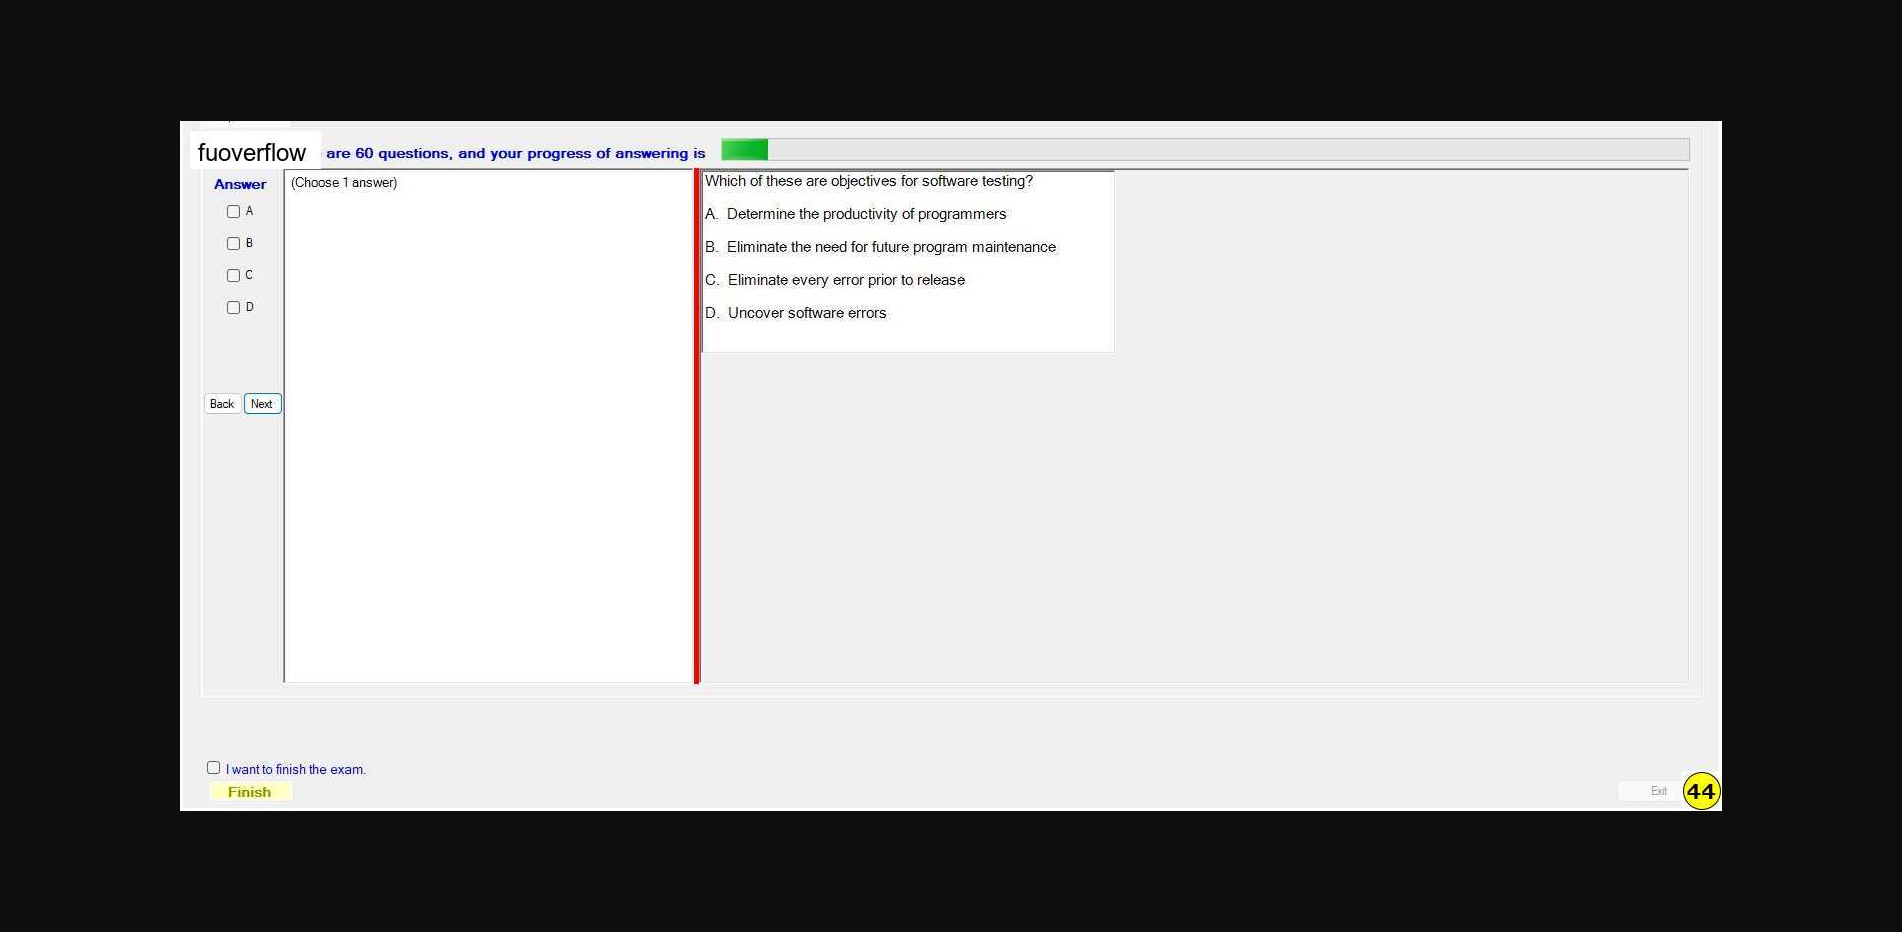 fuoverflow are 60 questions, and your progress of answering is
Answer
(Choose 1 answer)
A
B
C
D
Back Next
Which of these are objectives for software testing?
A. Determine the productivity of programmers
B. Eliminate the need for future program maintenance
C. Eliminate every error prior to release
D. Uncover software errors
I want to finish the exam.
Finish
Exit
44